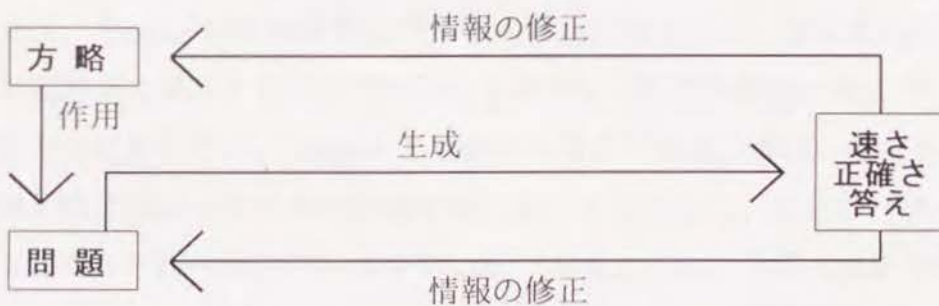 情報の修正
方略
作用
生成
速さ
正確さ
答え
問題
情報の修正